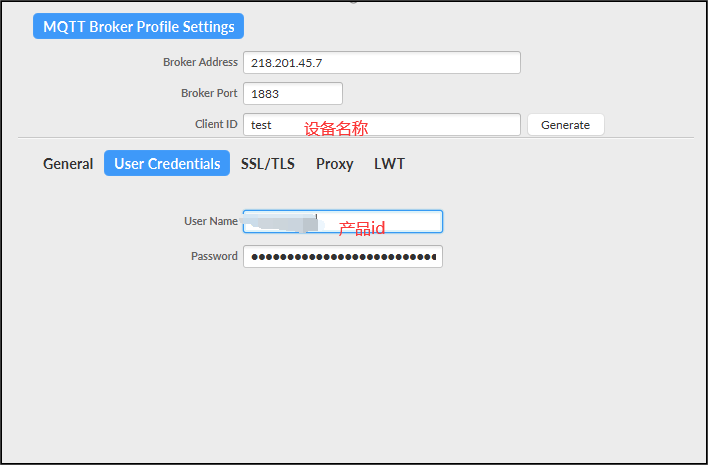 MQTT Broker Profile Settings
Broker Address 218.201.45.7
Broker Port 1883
Client ID test 设备名称 Generate
General User Credentials SSL/TLS Proxy LWT
User Name 产品id
Password ••••••••••••••••••••••••••